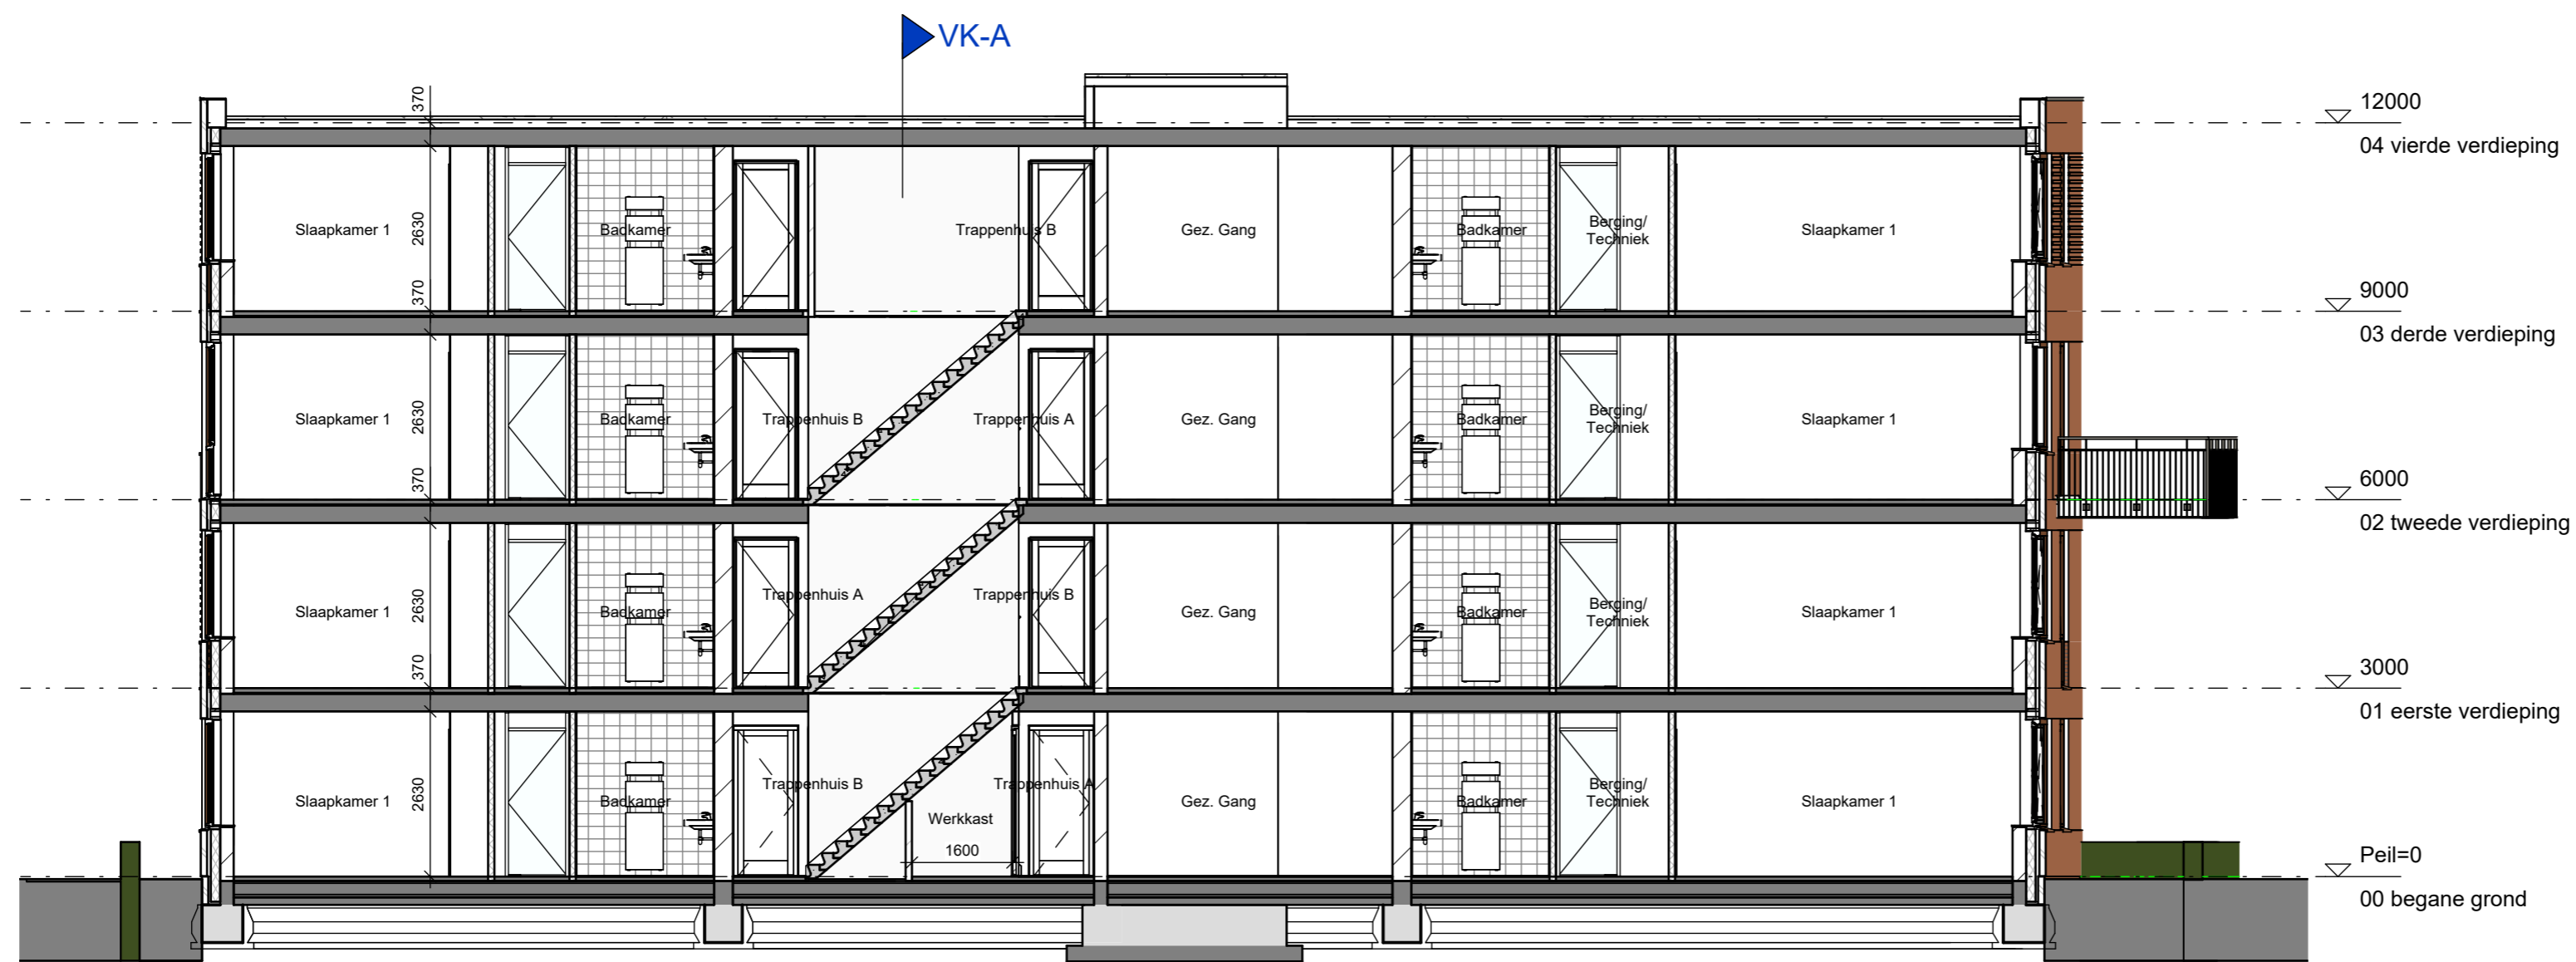 VK-A
370
12000
04 vierde verdieping
Slaapkamer 1
2630
Badkamer
Trappenhuis B
Gez. Gang
Badkamer
Berging/
Techniek
Slaapkamer 1
370
9000
03 derde verdieping
Slaapkamer 1
2630
Badkamer
Trappenhuis B
Trappenhuis A
Gez. Gang
Badkamer
Berging/
Techniek
Slaapkamer 1
370
6000
02 tweede verdieping
Slaapkamer 1
2630
Badkamer
Trappenhuis A
Trappenhuis B
Gez. Gang
Badkamer
Berging/
Techniek
Slaapkamer 1
370
3000
01 eerste verdieping
Slaapkamer 1
2630
Badkamer
Trappenhuis B
Trappenhuis A
Gez. Gang
Badkamer
Berging/
Techniek
Slaapkamer 1
Werkkast
1600
Peil=0
00 begane grond